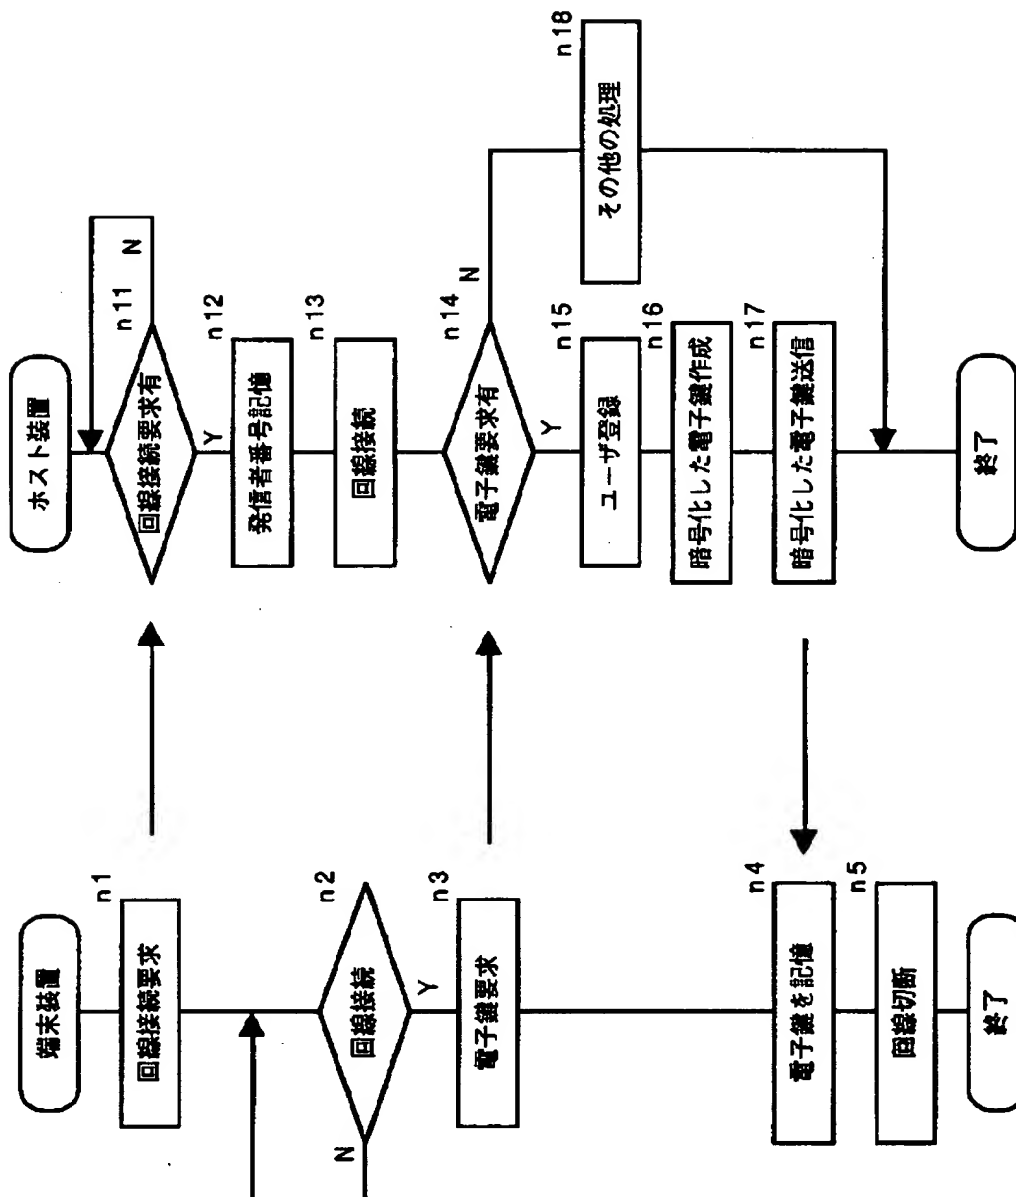 端末装置
n1
回線接続要求
n2
回線接続
N
Y
n3
電子鍵要求
n4
電子鍵を記憶
n5
回線切断
終了
ホスト装置
n11
回線接続要求有
N
Y
n12
発信者番号記憶
n13
回線接続
n14
電子鍵要求有
N
Y
n15
ユーザ登録
n16
暗号化した電子鍵作成
n17
暗号化した電子鍵送信
n18
その他の処理
終了